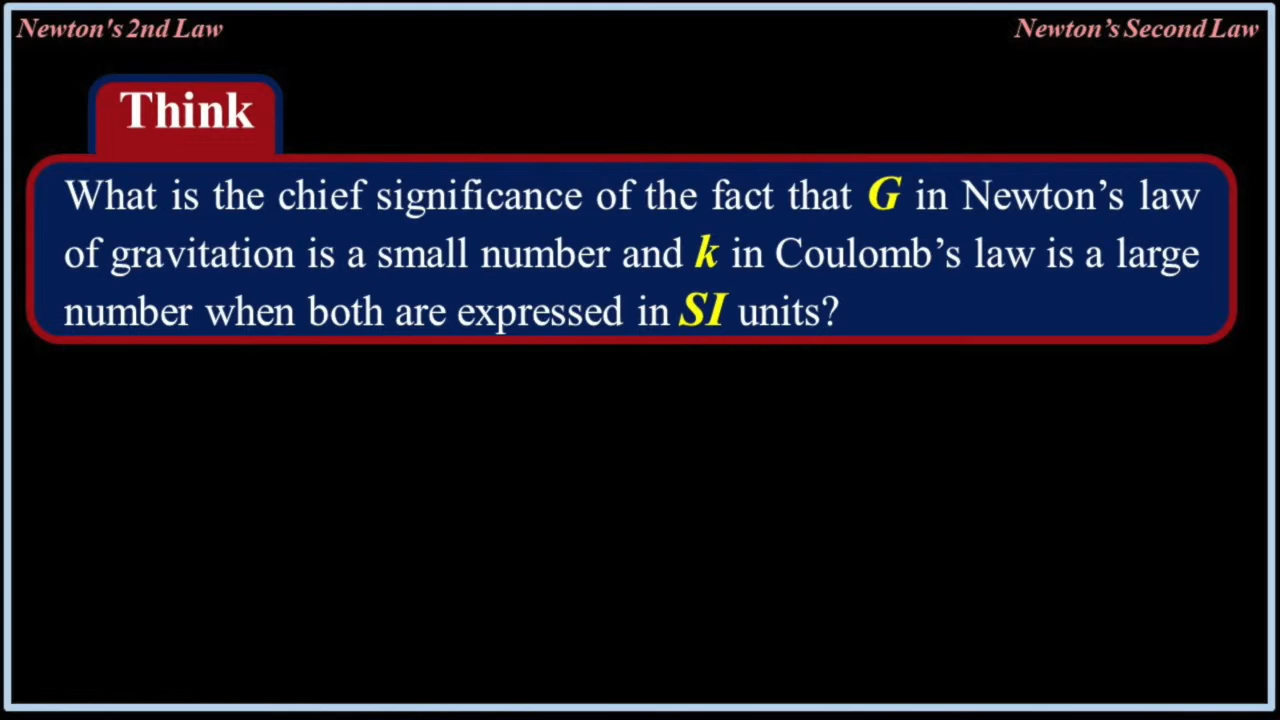 Newton's 2nd Law
Newton’s Second Law
Think
What is the chief significance of the fact that G in Newton’s law
of gravitation is a small number and k in Coulomb’s law is a large
number when both are expressed in SI units?